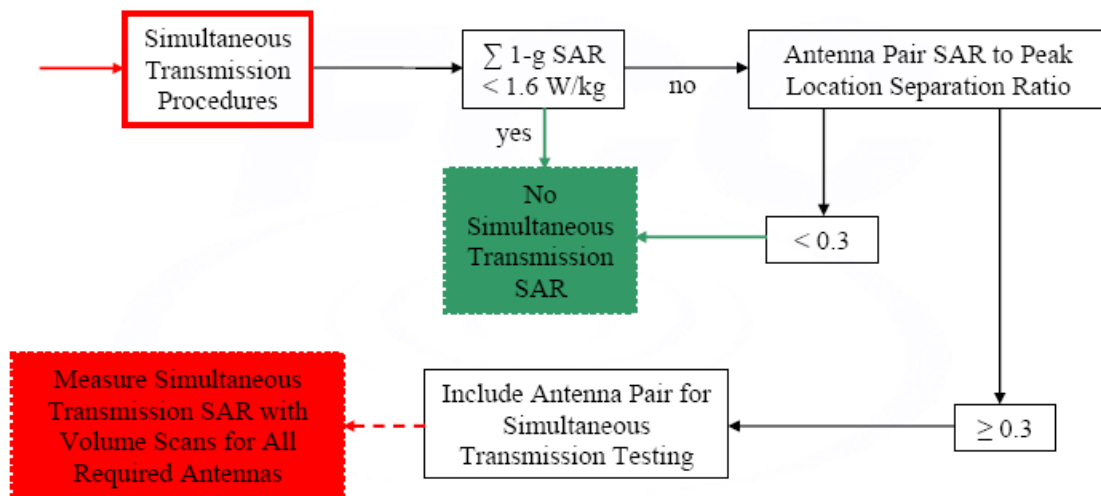 Simultaneous
Transmission
Procedures
∑ 1-g SAR
< 1.6 W/kg
no
Antenna Pair SAR to Peak
Location Separation Ratio
yes
No
Simultaneous
Transmission
SAR
< 0.3
Measure Simultaneous
Transmission SAR with
Volume Scans for All
Required Antennas
Include Antenna Pair for
Simultaneous
Transmission Testing
≥ 0.3